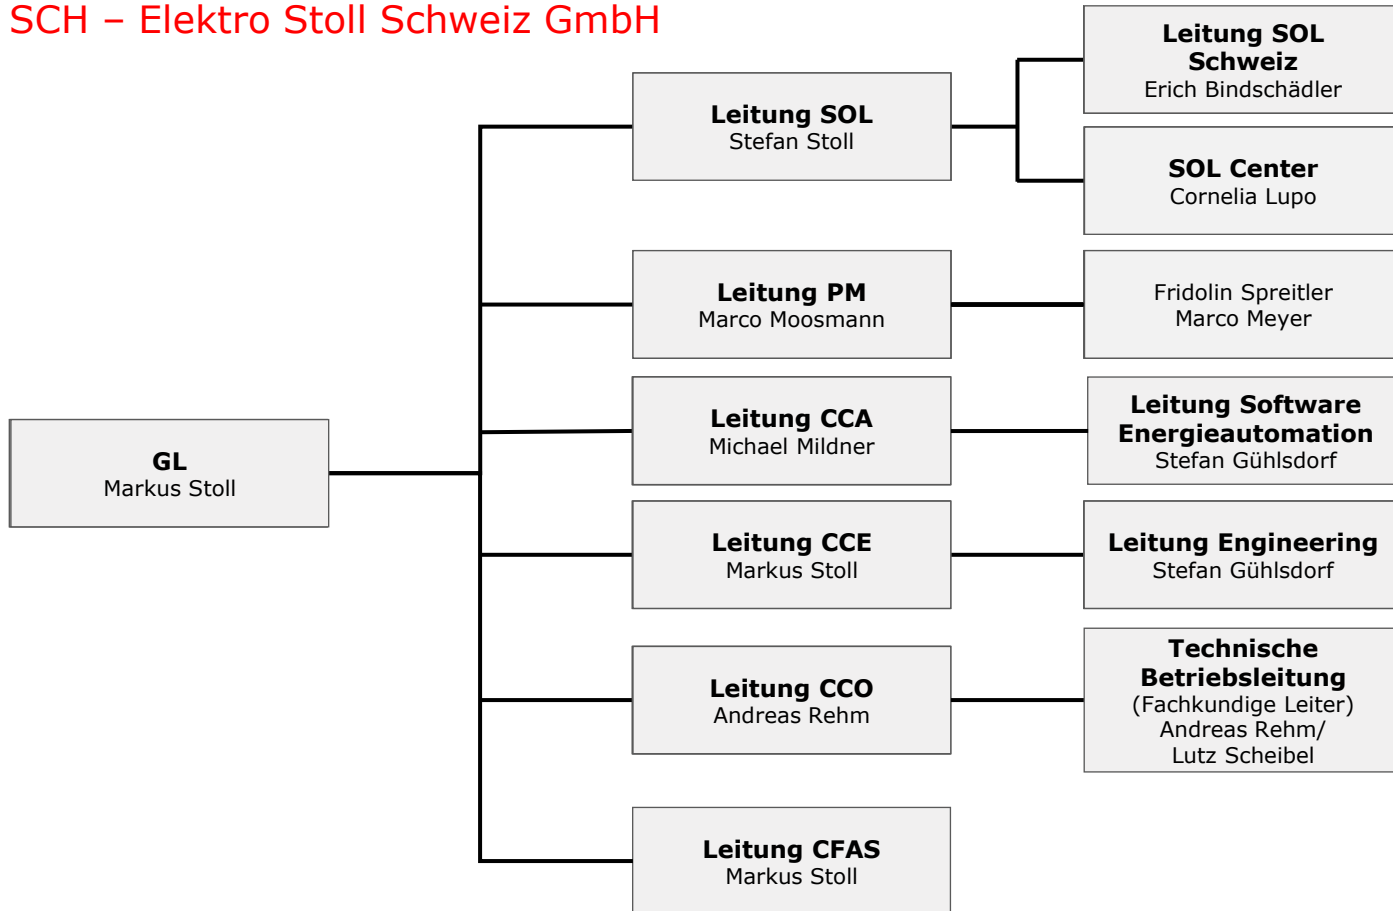 SCH – Elektro Stoll Schweiz GmbH
GL
Markus Stoll
Leitung SOL
Stefan Stoll
Leitung SOL
Schweiz
Erich Bindschädler
SOL Center
Cornelia Lupo
Leitung PM
Marco Moosmann
Fridolin Spreitler
Marco Meyer
Leitung CCA
Michael Mildner
Leitung Software
Energieautomation
Stefan Gühlsdorf
Leitung CCE
Markus Stoll
Leitung Engineering
Stefan Gühlsdorf
Leitung CCO
Andreas Rehm
Technische
Betriebsleitung
(Fachkundige Leiter)
Andreas Rehm/
Lutz Scheibel
Leitung CFAS
Markus Stoll